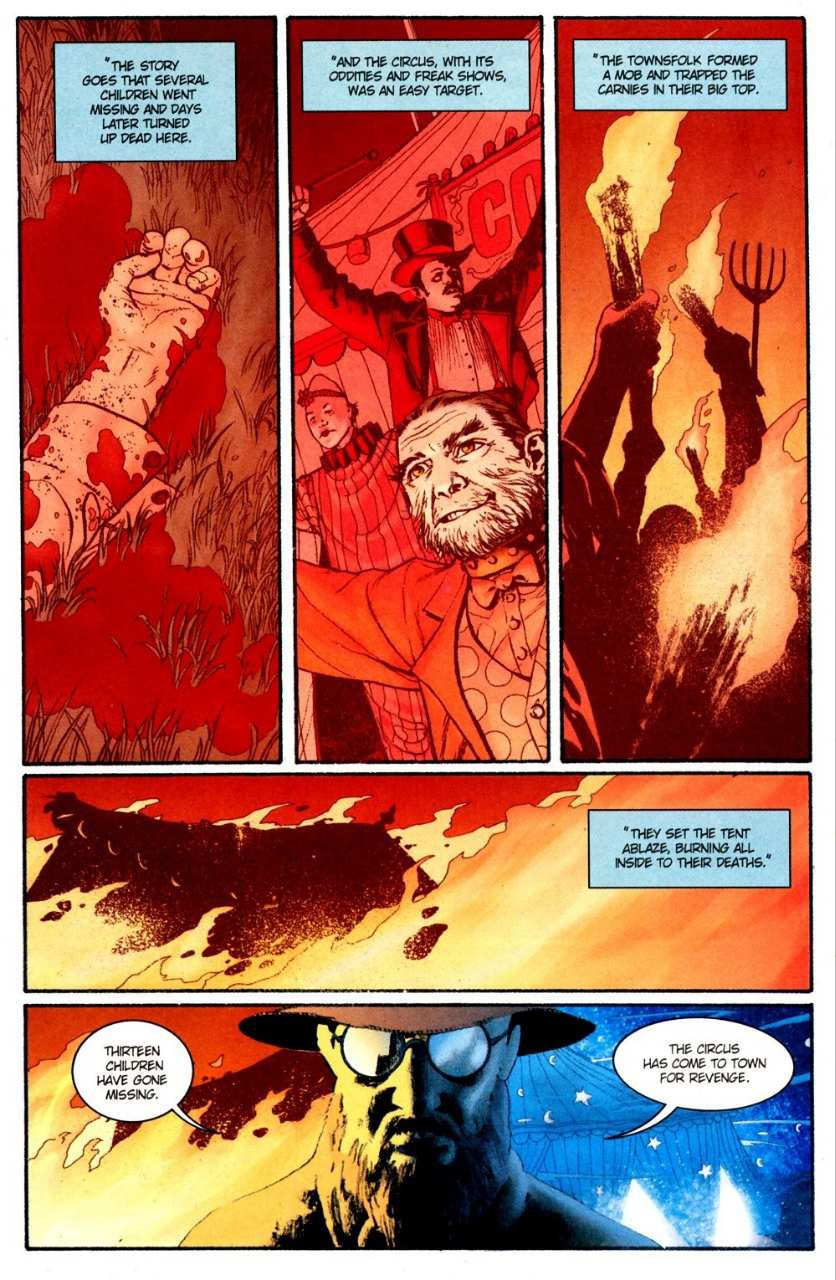 "THE STORY
GOES THAT SEVERAL
CHILDREN WENT
MISSING AND DAYS
LATER TURNED
UP DEAD HERE.
"AND THE CIRCUS, WITH ITS
ODDITIES AND FREAK SHOWS,
WAS AN EASY TARGET.
"THE TOWNSFOLK FORMED
A MOB AND TRAPPED THE
CARNIES IN THEIR BIG TOP.
CO
"THEY SET THE TENT
ABLAZE, BURNING ALL
INSIDE TO THEIR DEATHS."
THIRTEEN
CHILDREN
HAVE GONE
MISSING.
THE CIRCUS
HAS COME TO TOWN
FOR REVENGE.